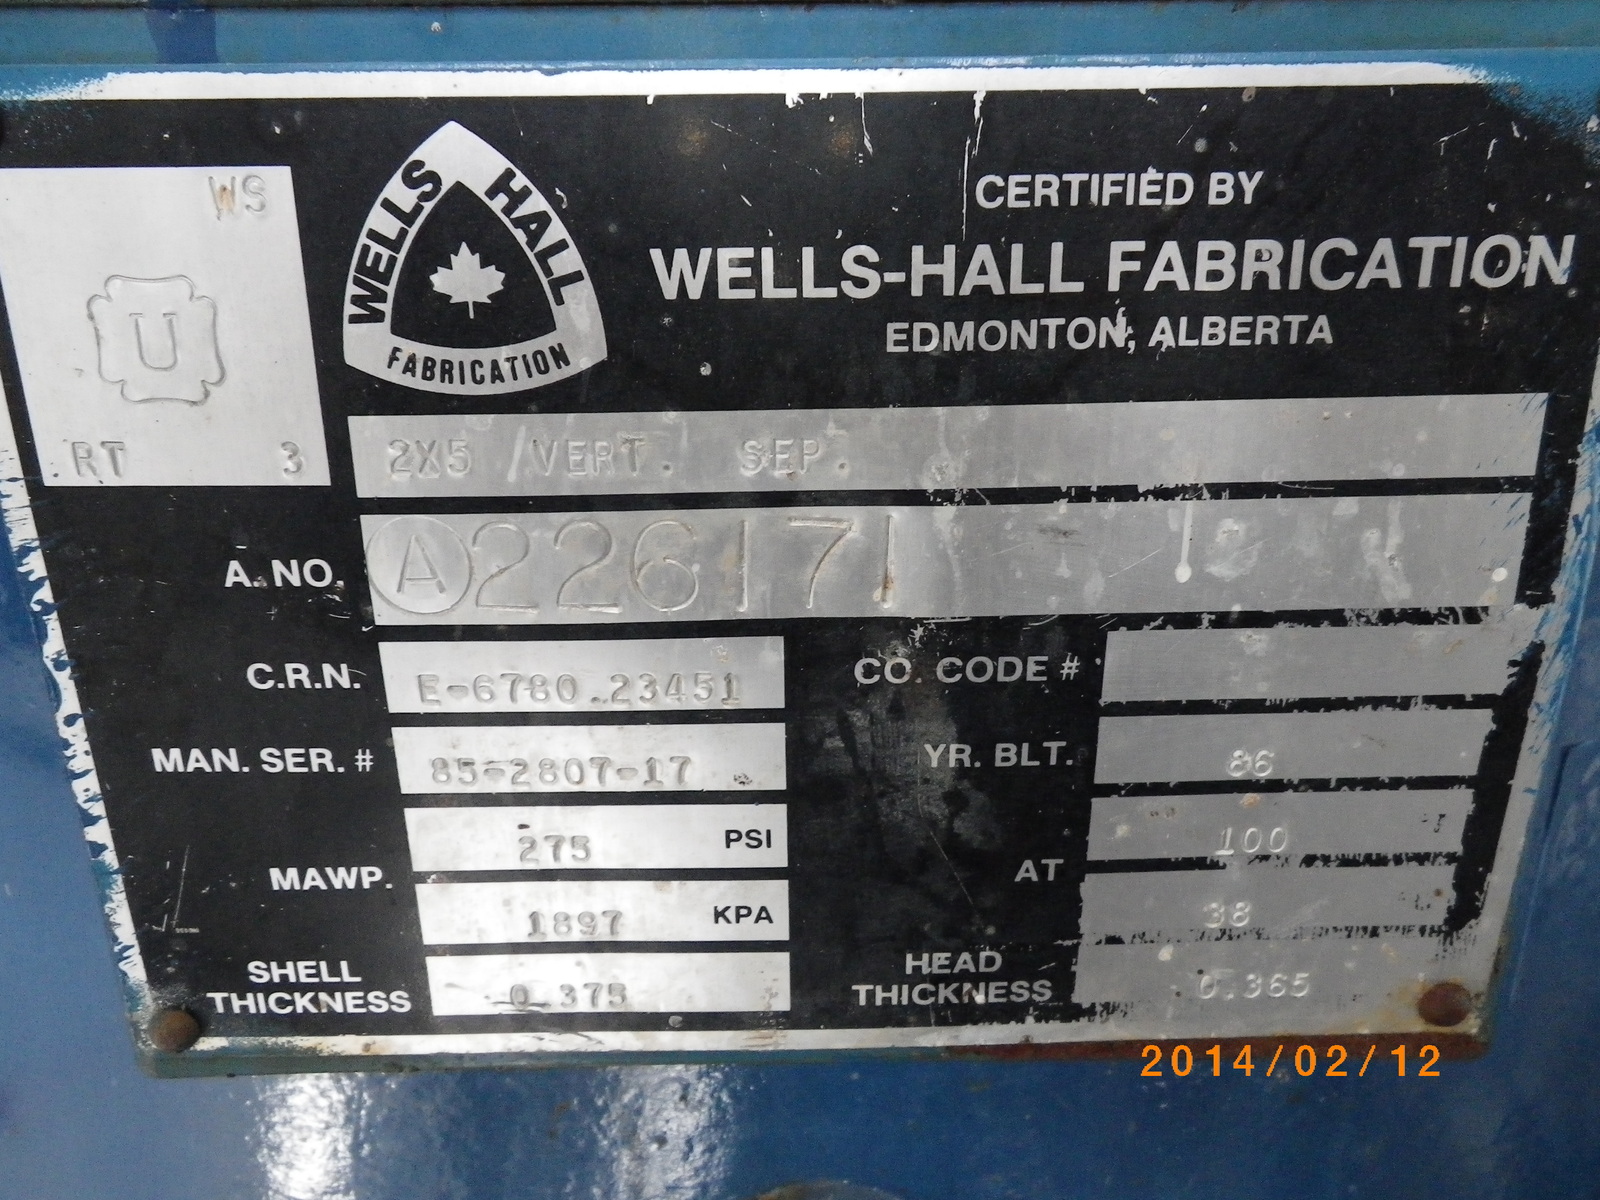 WS
U
RT 3
WELLS HALL
FABRICATION
CERTIFIED BY
WELLS-HALL FABRICATION
EDMONTON, ALBERTA
2X5 /VERT. SEP.
A. NO. A226171
C.R.N. E-6780.23451
CO. CODE #
MAN. SER. # 85-2807-17
YR. BLT. 86
MAWP. 275 PSI
1897 KPA
AT 100
38
SHELL THICKNESS 0.375
HEAD THICKNESS 0.365
2014/02/12